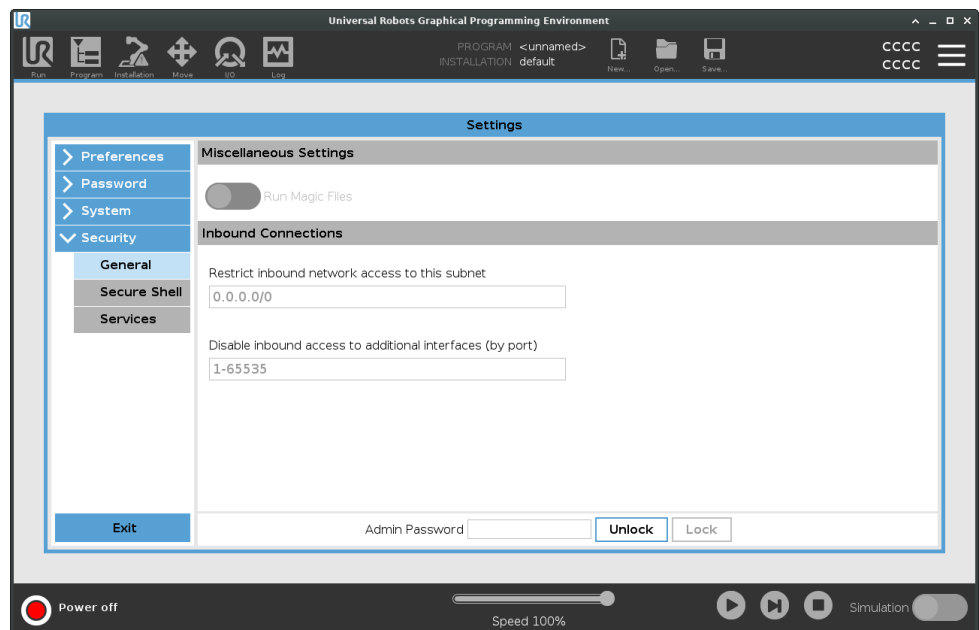 Universal Robots Graphical Programming Environment
UR
Run
Program
Installation
Move
I/O
Log
PROGRAM <unnamed>
INSTALLATION default
New...
Open...
Save...
CCCC
CCCC
Settings
Preferences
Password
System
Security
General
Secure Shell
Services
Exit
Miscellaneous Settings
Run Magic Files
Inbound Connections
Restrict inbound network access to this subnet
0.0.0.0/0
Disable inbound access to additional interfaces (by port)
1-65535
Admin Password
Unlock
Lock
Power off
Speed 100%
Simulation